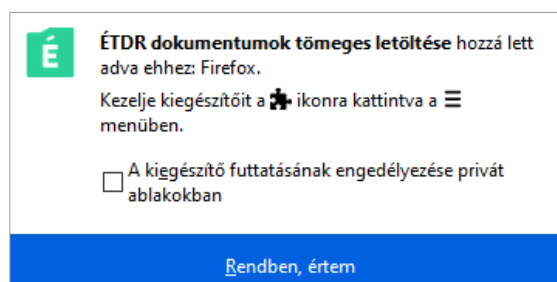 É
ÉTDR dokumentumok tömeges letöltése hozzá lett
adva ehhez: Firefox.
Kezelje kiegészítőit a ikonra kattintva a ☰
menüben.
A kiegészítő futtatásának engedélyezése privát
ablakokban
Rendben, értem